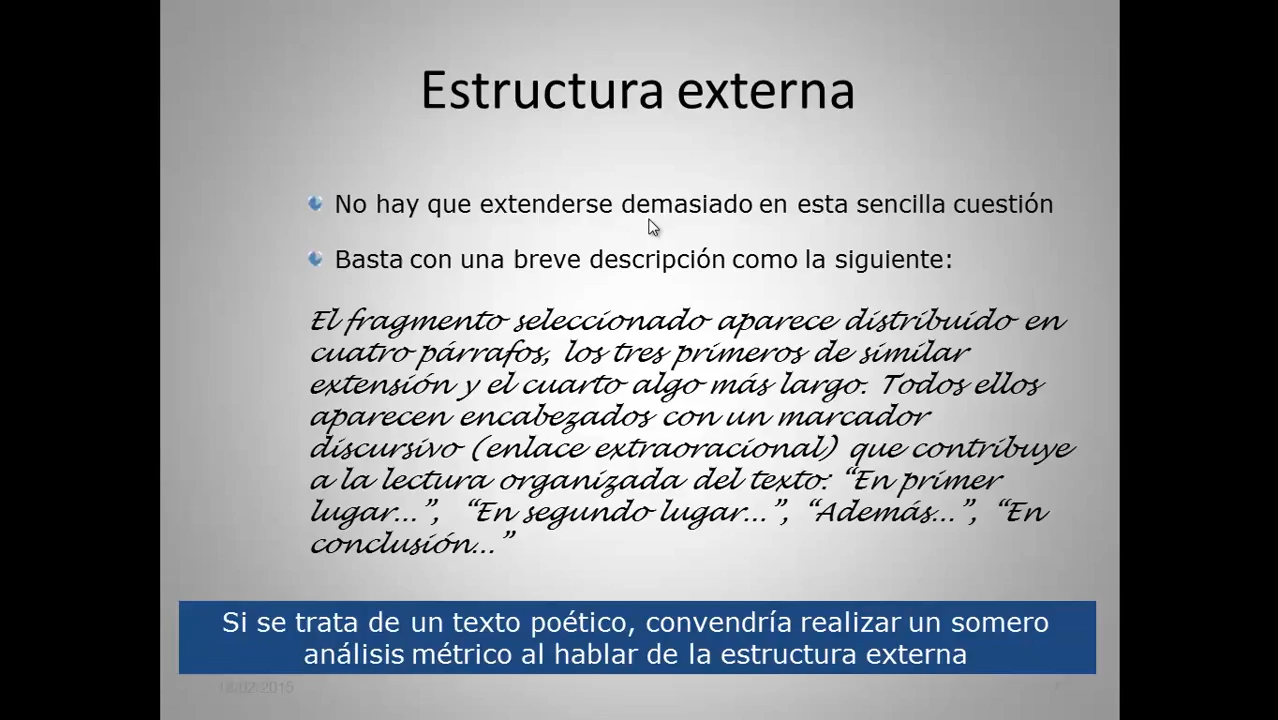 Estructura externa
No hay que extenderse demasiado en esta sencilla cuestión
Basta con una breve descripción como la siguiente:
El fragmento seleccionado aparece distribuido en
cuatro párrafos, los tres primeros de similar
extensión y el cuarto algo más largo. Todos ellos
aparecen encabezados con un marcador
discursivo (enlace extraoracional) que contribuye
a la lectura organizada del texto: “En primer
lugar…”, “En segundo lugar…”, “Además…”, “En
conclusión…”
Si se trata de un texto poético, convendría realizar un somero
análisis métrico al hablar de la estructura externa
18/02/2015